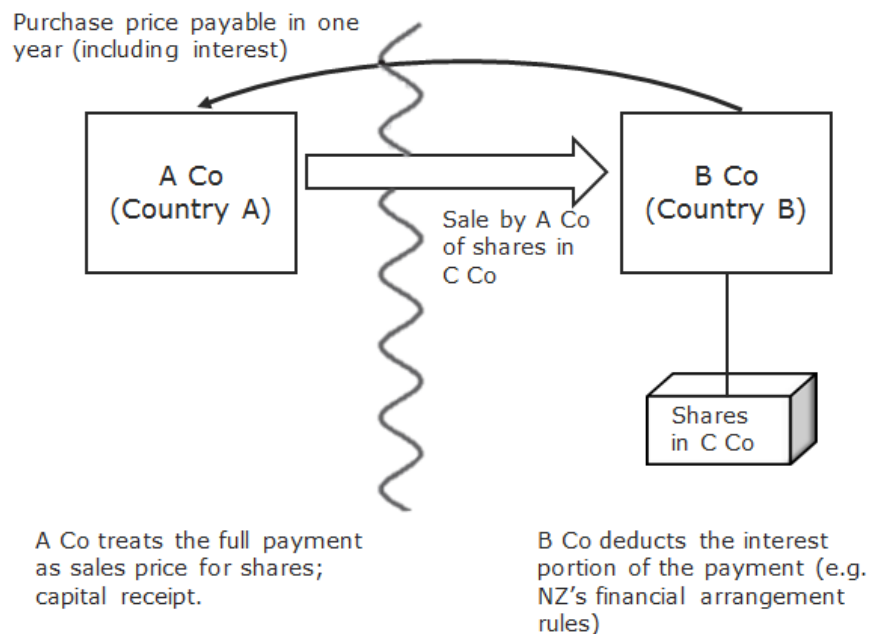 Purchase price payable in one
year (including interest)
A Co
(Country A)
B Co
(Country B)
Sale by A Co
of shares in
C Co
Shares
in C Co
A Co treats the full payment
as sales price for shares;
capital receipt.
B Co deducts the interest
portion of the payment (e.g.
NZ's financial arrangement
rules)